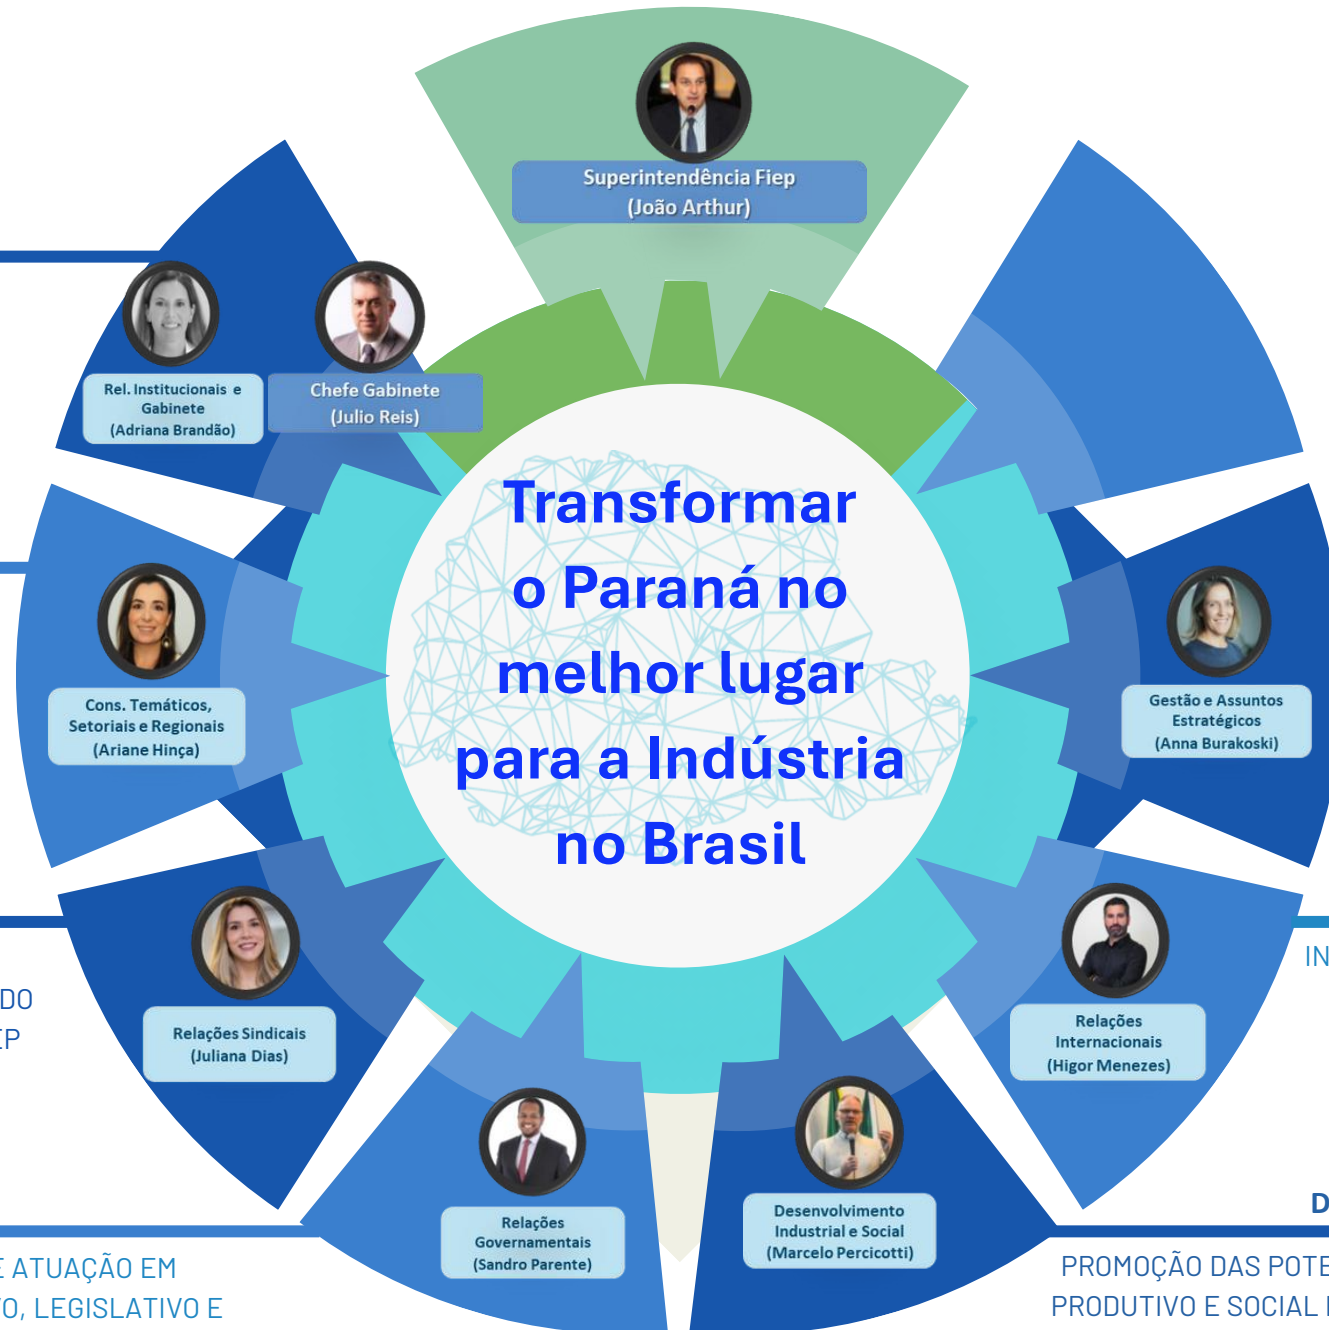 Superintendência Fiep
(João Arthur)
Rel. Institucionais e
Gabinete
(Adriana Brandão)
Chefe Gabinete
(Julio Reis)
Transformar
o Paraná no
melhor lugar
para a Indústria
no Brasil
Cons. Temáticos,
Setoriais e Regionais
(Ariane Hinça)
Gestão e Assuntos
Estratégicos
(Anna Burakoski)
Relações Sindicais
(Juliana Dias)
Relações
Internacionais
(Higor Menezes)
Relações
Governamentais
(Sandro Parente)
Desenvolvimento
Industrial e Social
(Marcelo Percicotti)
IN
DO
EP
D
E ATUAÇÃO EM
O, LEGISLATIVO E
PROMOÇÃO DAS POTE
PRODUTIVO E SOCIAL